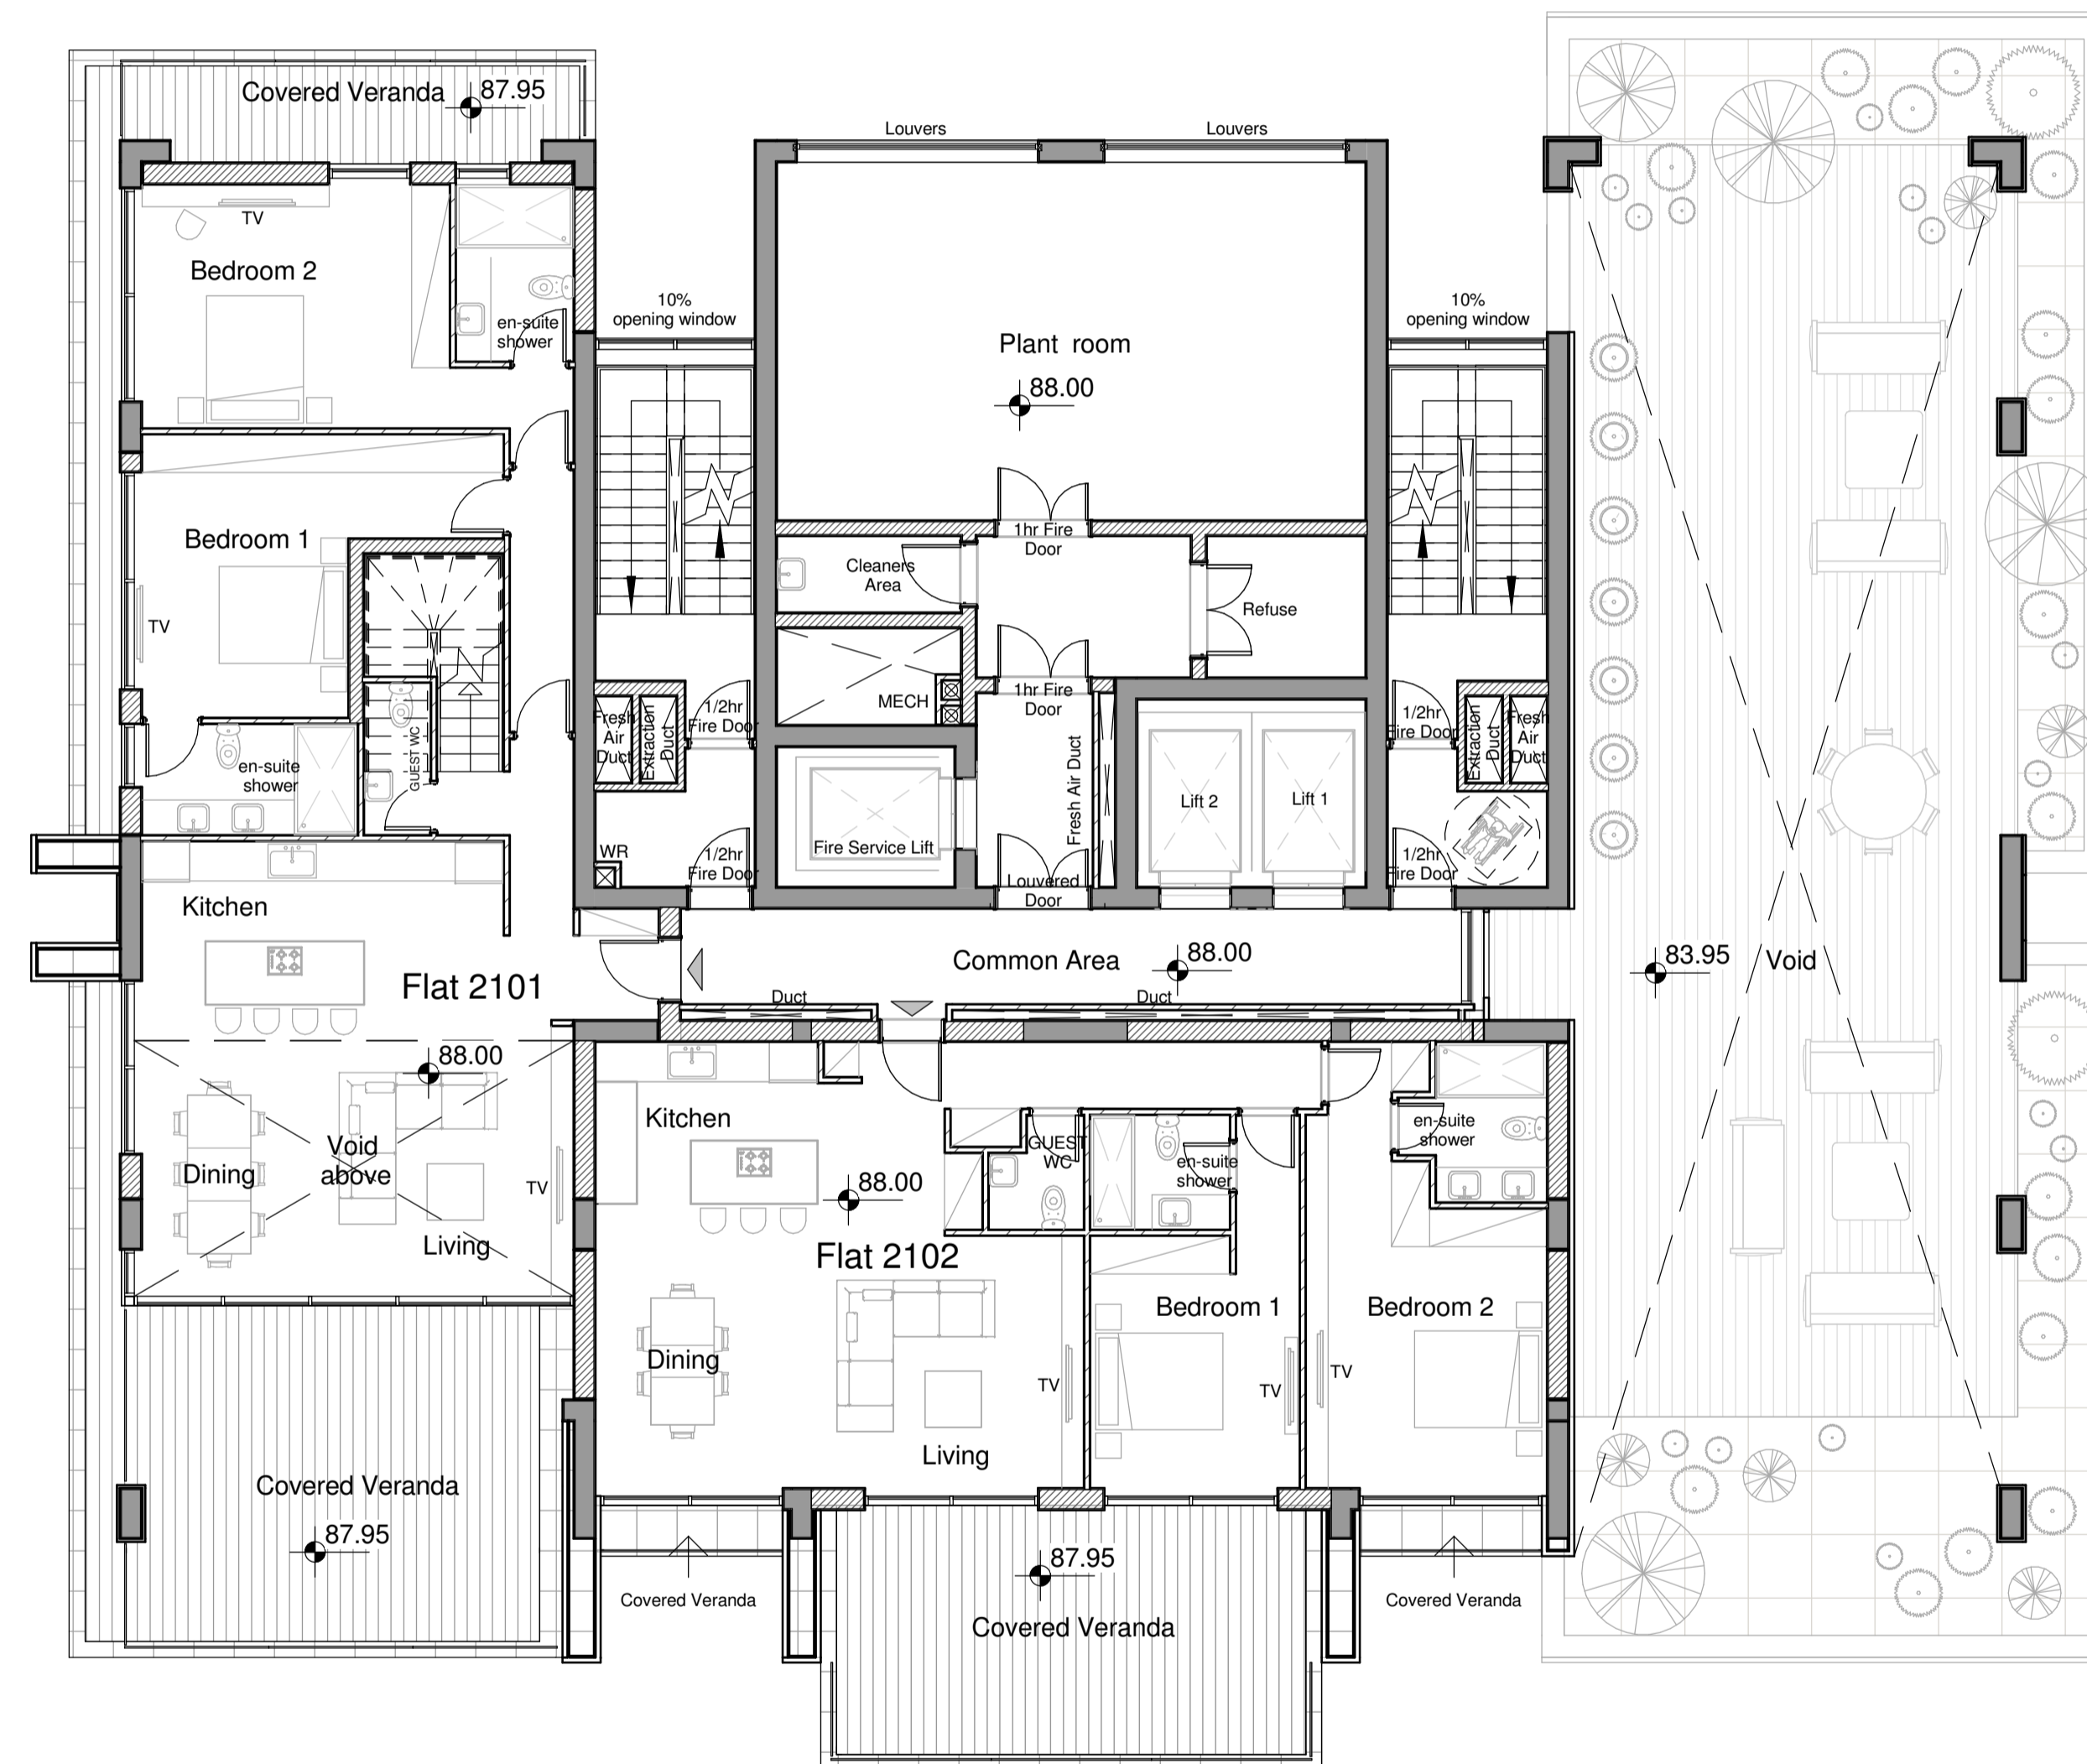 Covered Veranda
87.95
Louvers
Louvers
TV
Bedroom 2
en-suite
shower
10%
opening window
10%
opening window
Plant room
88.00
Bedroom 1
TV
1hr Fire
Door
Cleaners
Area
Refuse
MECH
1hr Fire
Door
Fresh
Air
Duct
Extraction
Duct
1/2hr
Fire Door
1/2hr
Fire Door
Extraction
Duct
Fresh
Air
Duct
GUEST WC
en-suite
shower
Fresh Air Duct
Lift 2
Lift 1
Fire Service Lift
WR
1/2hr
Fire Door
1/2hr
Fire Door
Louvered
Door
Kitchen
Flat 2101
Common Area
88.00
83.95
Void
Duct
Duct
88.00
Void
above
Dining
TV
Living
Kitchen
88.00
Flat 2102
GUEST
WC
en-suite
shower
en-suite
shower
Bedroom 1
Bedroom 2
Dining
TV
TV
TV
Living
Covered Veranda
87.95
87.95
Covered Veranda
Covered Veranda
Covered Veranda